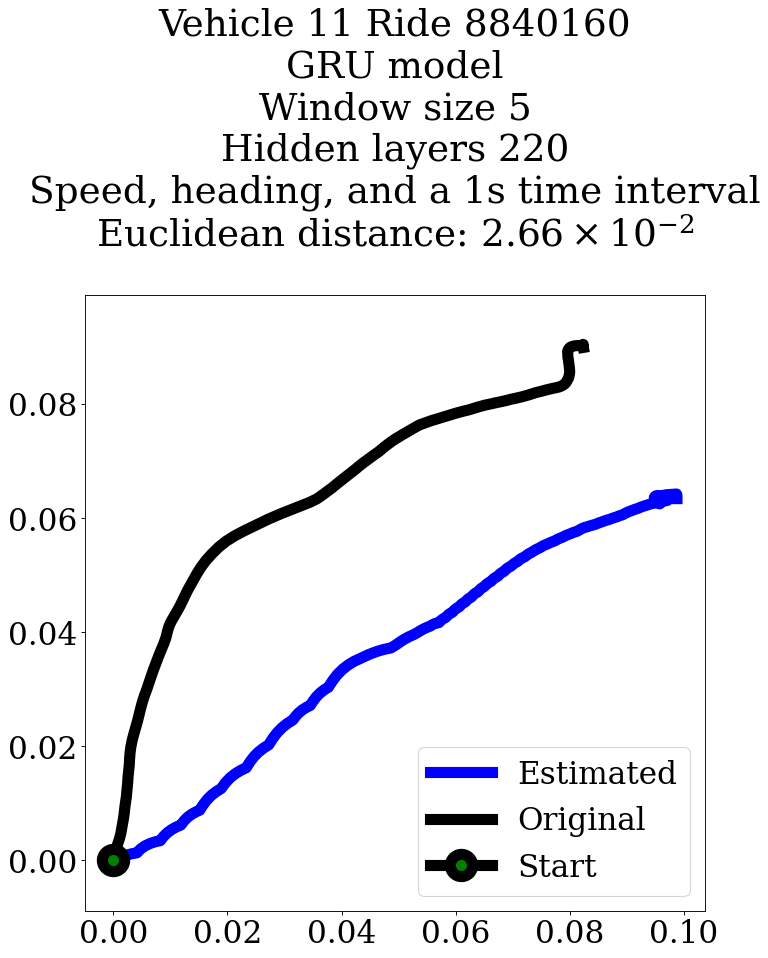 Vehicle 11 Ride 8840160
GRU model
Window size 5
Hidden layers 220
Speed, heading, and a 1s time interval
Euclidean distance: 2.66 × 10⁻²
0.08
0.06
0.04
0.02
0.00
Estimated
Original
Start
0.00 0.02 0.04 0.06 0.08 0.10